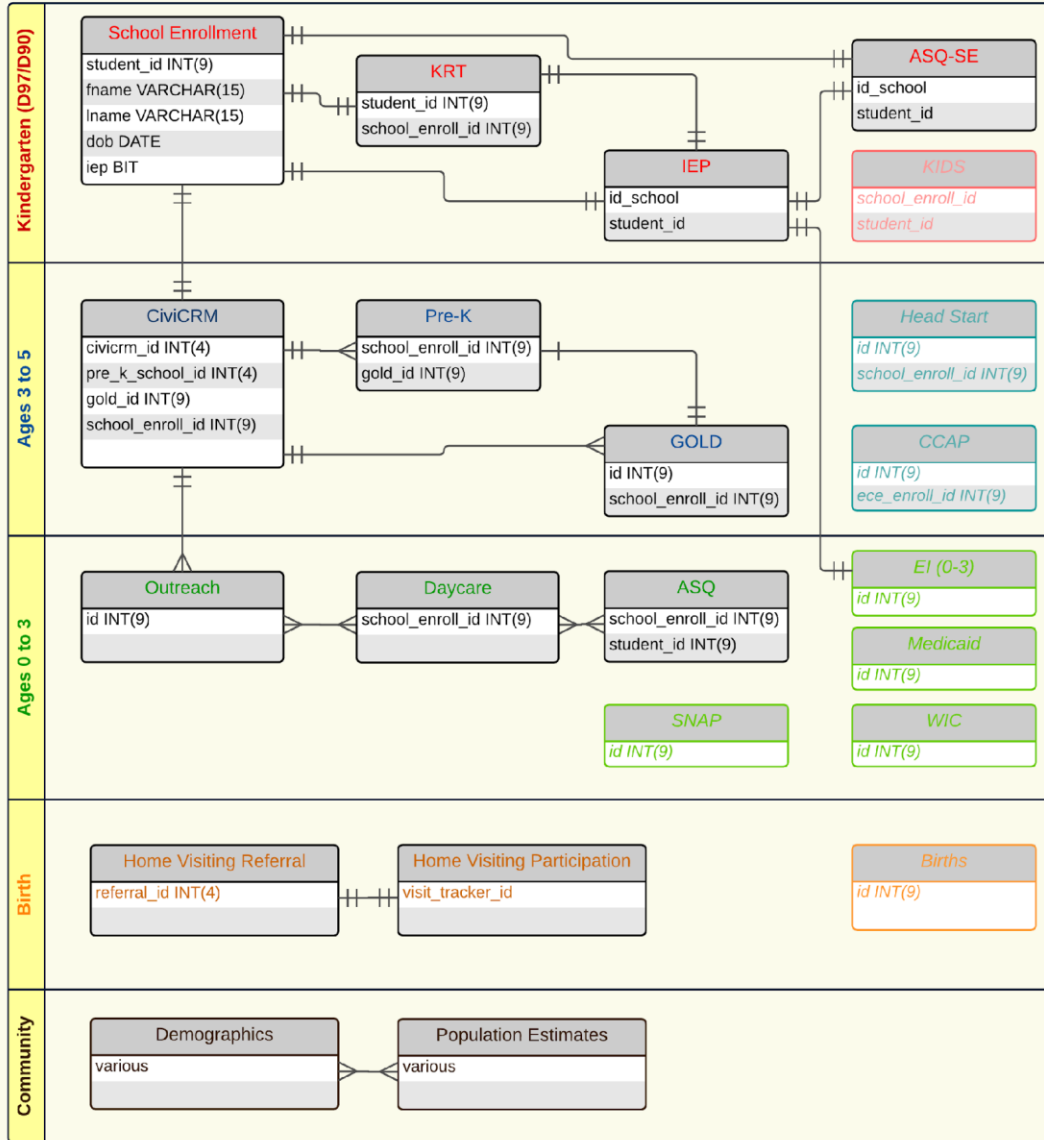 Kindergarten (D97/D90)
School Enrollment
student_id INT(9)
fname VARCHAR(15)
lname VARCHAR(15)
dob DATE
iep BIT
KRT
student_id INT(9)
school_enroll_id INT(9)
IEP
id_school
student_id
ASQ-SE
id_school
student_id
KIDS
school_enroll_id
student_id
Ages 3 to 5
CiviCRM
civicrm_id INT(4)
pre_k_school_id INT(4)
gold_id INT(9)
school_enroll_id INT(9)
Pre-K
school_enroll_id INT(9)
gold_id INT(9)
GOLD
id INT(9)
school_enroll_id INT(9)
Head Start
id INT(9)
school_enroll_id INT(9)
CCAP
id INT(9)
ece_enroll_id INT(9)
Ages 0 to 3
Outreach
id INT(9)
Daycare
school_enroll_id INT(9)
ASQ
school_enroll_id INT(9)
student_id INT(9)
EI (0-3)
id INT(9)
Medicaid
id INT(9)
SNAP
id INT(9)
WIC
id INT(9)
Birth
Home Visiting Referral
referral_id INT(4)
Home Visiting Participation
visit_tracker_id
Births
id INT(9)
Community
Demographics
various
Population Estimates
various